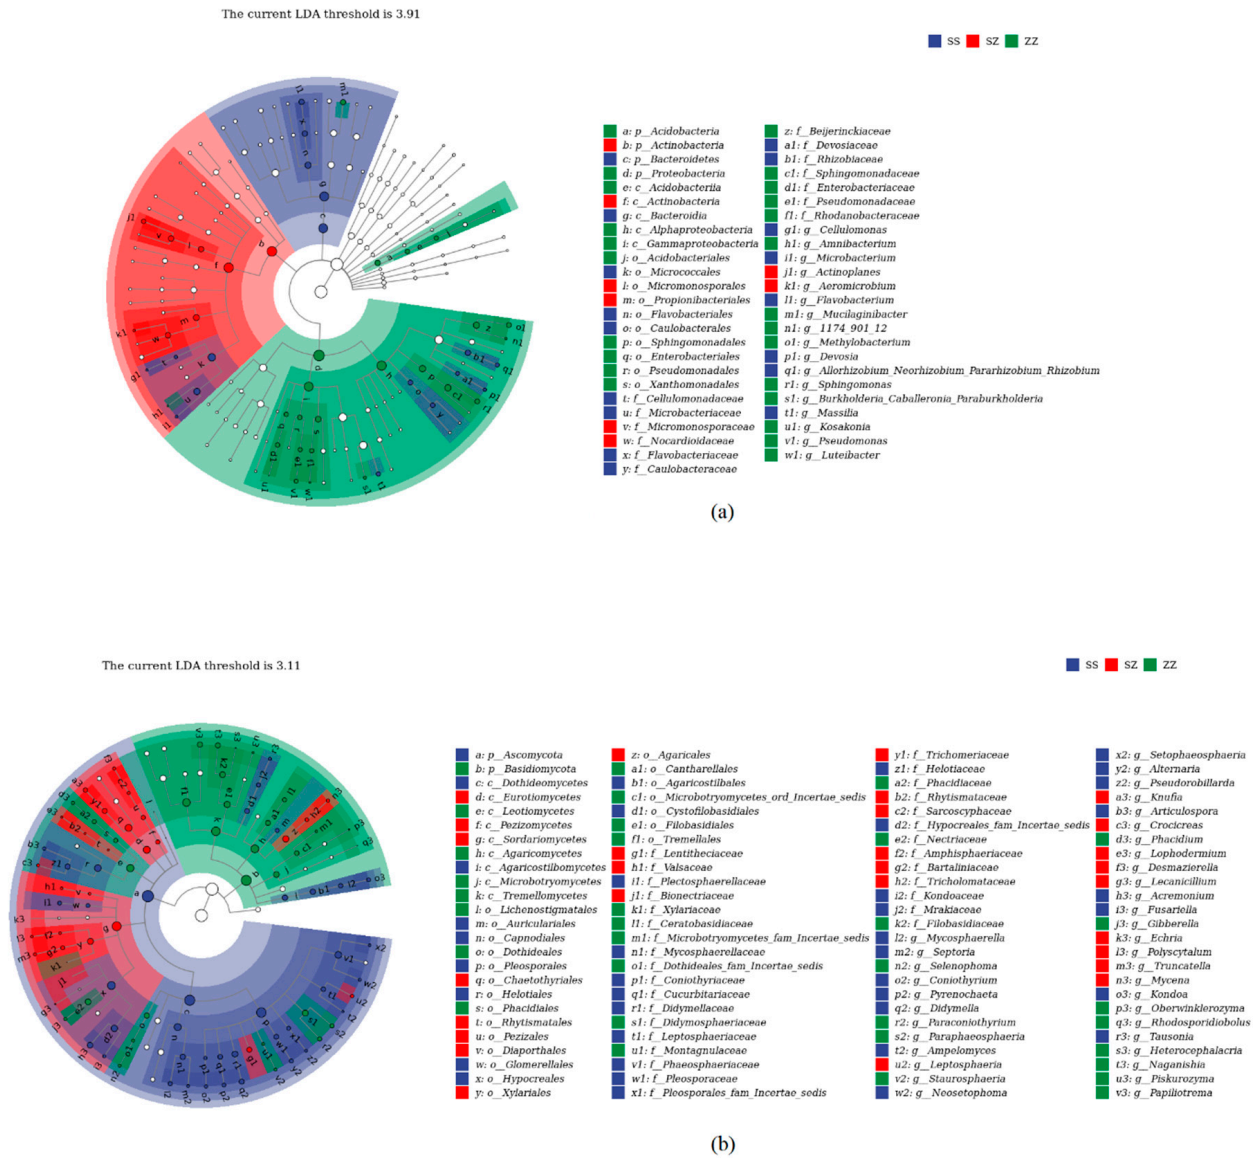 The current LDA threshold is 3.91
SS SZ ZZ
a: p__Acidobacteria
b: p__Actinobacteria
c: p__Bacteroidetes
d: p__Proteobacteria
e: c__Acidobacteriia
f: c__Actinobacteria
g: c__Bacteroidia
h: c__Alphaproteobacteria
i: c__Gammaproteobacteria
j: o__Acidobacteriales
k: o__Micrococcales
l: o__Micromonosporales
m: o__Propionibacteriales
n: o__Flavobacteriales
o: o__Caulobacterales
p: o__Sphingomonadales
q: o__Enterobacteriales
r: o__Pseudomonadales
s: o__Xanthomonadales
t: f__Cellulomonadaceae
u: f__Microbacteriaceae
v: f__Micromonosporaceae
w: f__Nocardioidaceae
x: f__Flavobacteriaceae
y: f__Caulobacteraceae
z: f__Beijerinckiaceae
a1: f__Devosiaceae
b1: f__Rhizobiaceae
c1: f__Sphingomonadaceae
d1: f__Enterobacteriaceae
e1: f__Pseudomonadaceae
f1: f__Rhodanobacteraceae
g1: g__Cellulomonas
h1: g__Amnibacterium
i1: g__Microbacterium
j1: g__Actinoplanes
k1: g__Aeromicrobium
l1: g__Flavobacterium
m1: g__Mucilaginibacter
n1: g__1174_901_12
o1: g__Methylobacterium
p1: g__Devosia
q1: g__Allorhizobium_Neorhizobium_Pararhizobium_Rhizobium
r1: g__Sphingomonas
s1: g__Burkholderia_Caballeronia_Paraburkholderia
t1: g__Massilia
u1: g__Kosakonia
v1: g__Pseudomonas
w1: g__Luteibacter
(a)
The current LDA threshold is 3.11
SS SZ ZZ
a: p__Ascomycota
b: p__Basidiomycota
c: c__Dothideomycetes
d: c__Eurotiomycetes
e: c__Leotiomycetes
f: c__Pezizomycetes
g: c__Sordariomycetes
h: c__Agaricomycetes
i: c__Agaricostilbomycetes
j: c__Microbotryomycetes
k: c__Tremellomycetes
l: o__Lichenostigmatales
m: o__Auriculariales
n: o__Capnodiales
o: o__Dothideales
p: o__Pleosporales
q: o__Chaetothyriales
r: o__Helotiales
s: o__Phacidiales
t: o__Rhytismatales
u: o__Pezizales
v: o__Diaporthales
w: o__Glomerellales
x: o__Hypocreales
y: o__Xylariales
z: o__Agaricales
a1: o__Cantharellales
b1: o__Agaricostilbales
c1: o__Microbotryomycetes_ord_Incertae_sedis
d1: o__Cystofilobasidiales
e1: o__Filobasidiales
f1: o__Tremellales
g1: f__Lentitheciaceae
h1: f__Valsaceae
i1: f__Plectosphaerellaceae
j1: f__Bionectriaceae
k1: f__Xylariaceae
l1: f__Ceratobasidiaceae
m1: f__Microbotryomycetes_fam_Incertae_sedis
n1: f__Mycosphaerellaceae
o1: f__Dothideales_fam_Incertae_sedis
p1: f__Coniothyriaceae
q1: f__Cucurbitariaceae
r1: f__Didymellaceae
s1: f__Didymosphaeriaceae
t1: f__Leptosphaeriaceae
u1: f__Montagnulaceae
v1: f__Phaeosphaeriaceae
w1: f__Pleosporaceae
x1: f__Pleosporales_fam_Incertae_sedis
y1: f__Trichomeriaceae
z1: f__Helotiaceae
a2: f__Phacidiaceae
b2: f__Rhytismataceae
c2: f__Sarcoscyphaceae
d2: f__Hypocreales_fam_Incertae_sedis
e2: f__Nectriaceae
f2: f__Amphisphaeriaceae
g2: f__Bartaliniaceae
h2: f__Tricholomataceae
i2: f__Kondoaceae
j2: f__Mrakiaceae
k2: f__Filobasidiaceae
l2: g__Mycosphaerella
m2: g__Septoria
n2: g__Selenophoma
o2: g__Coniothyrium
p2: g__Pyrenochaeta
q2: g__Didymella
r2: g__Paraconiothyrium
s2: g__Paraphaeosphaeria
t2: g__Ampelomyces
u2: g__Leptosphaeria
v2: g__Staurosphaeria
w2: g__Neosetophoma
x2: g__Setophaeosphaeria
y2: g__Alternaria
z2: g__Pseudorobillarda
a3: g__Knufia
b3: g__Articulospora
c3: g__Crocicreas
d3: g__Phacidium
e3: g__Lophodermium
f3: g__Desmazierella
g3: g__Lecanicillium
h3: g__Acremonium
i3: g__Fusariella
j3: g__Gibberella
k3: g__Echria
l3: g__Polyscytalum
m3: g__Truncatella
n3: g__Mycena
o3: g__Kondoa
p3: g__Oberwinklerozyma
q3: g__Rhodosporidiobolus
r3: g__Tausonia
s3: g__Heterocephalacria
t3: g__Naganishia
u3: g__Piskurozyma
v3: g__Papiliotrema
(b)